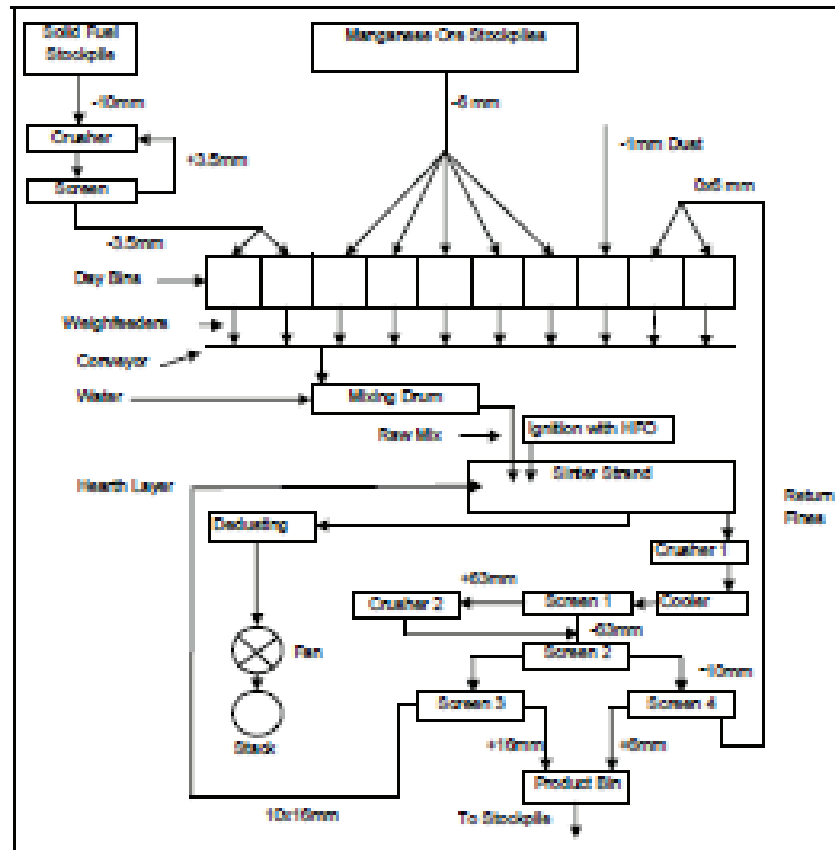 Solid Fuel
Stockpile
Manganese Ore Stockpiles
-10mm
-6 mm
Crusher
+3.5mm
-1mm Dust
Screen
0x6 mm
-3.5mm
Day Bins
Weighfeeders
Conveyor
Water
Mixing Drum
Raw Mix
Ignition with HFO
Sinter Strand
Hearth Layer
Return
Fines
Dedusting
Crusher 1
+63mm
Crusher 2
Screen 1
Cooler
-63mm
Screen 2
Fan
-10mm
Screen 3
Screen 4
Stack
+16mm
+6mm
Product Bin
10x16mm
To Stockpile